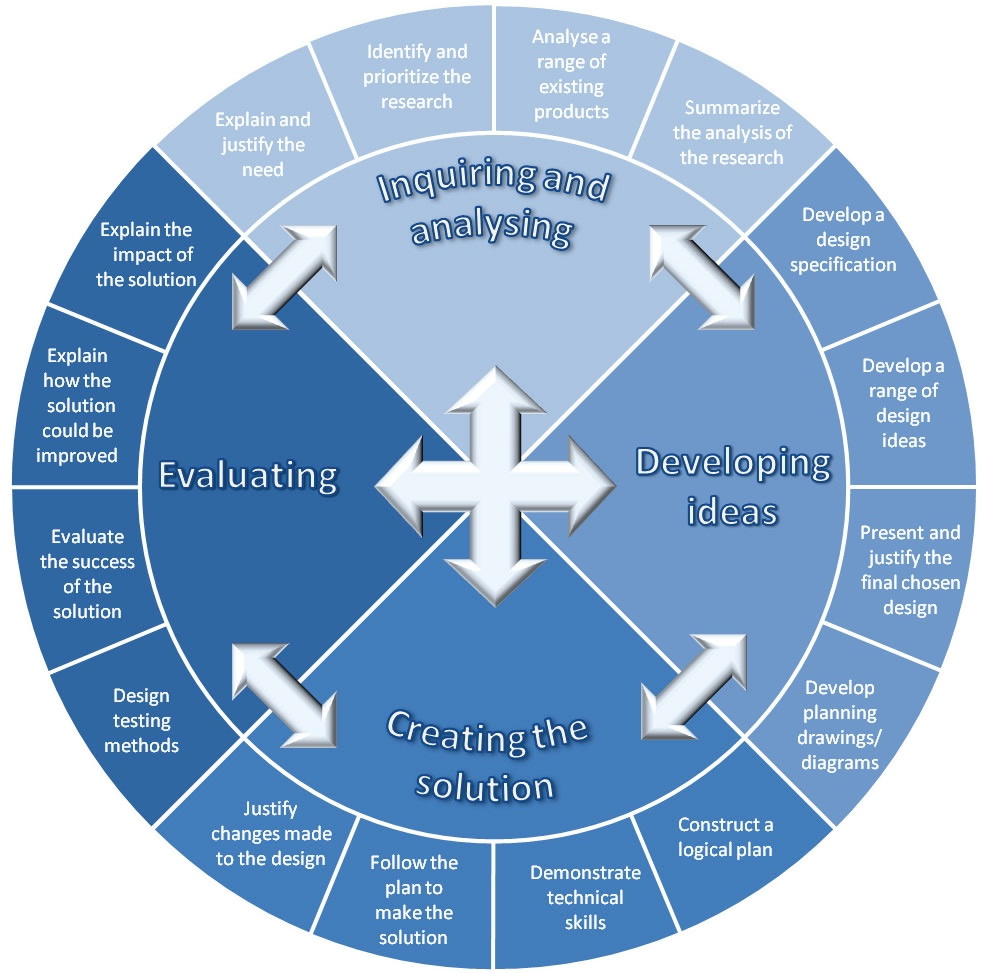 Explain and
justify the
need
Identify and
prioritize the
research
Analyse a
range of
existing
products
Summarize
the analysis of
the research
Inquiring and
analysing
Develop a
design
specification
Develop a
range of
design
ideas
Present and
justify the
final chosen
design
Develop
planning
drawings/
diagrams
Developing
ideas
Construct a
logical plan
Demonstrate
technical
skills
Follow the
plan to
make the
solution
Justify
changes made
to the design
Creating the
solution
Design
testing
methods
Evaluate
the success
of the
solution
Explain
how the
solution
could be
improved
Explain the
impact of
the solution
Evaluating